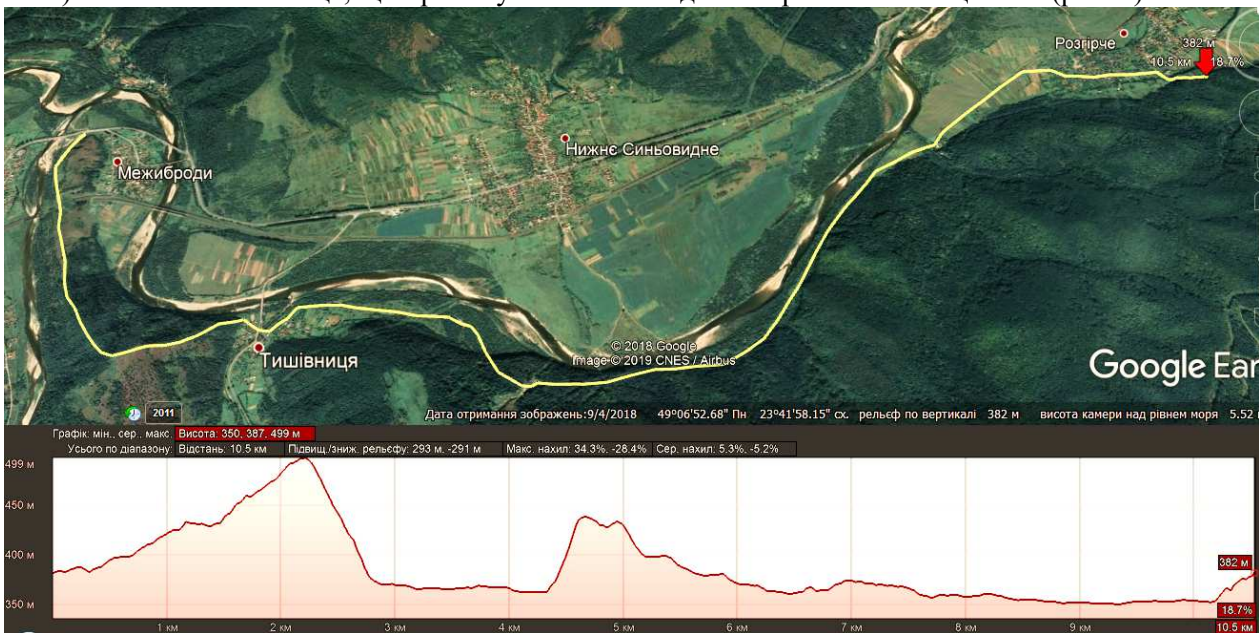 Розгірче
382 м
40,5 км 18.7%
Нижнє Синьовидне
Межиброди
Тишівниця
© 2018 Google
Image © 2019 CNES / Airbus
Google Ear
2011
Дата отримання зображень:9/4/2018 49°06'52.68" Пн 23°41'58.15" сх. рельєф по вертикалі 382 м висота камери над рівнем моря 5.52
Графік: мін., сер., макс. Висота: 350, 387, 499 м
Усього по діапазону: Відстань: 10.5 км Підвищ./зниж. рельєфу: 293 м, -291 м Макс. нахил: 34.3%, -28.4% Сер. нахил: 5.3%, -5.2%
499 м
450 м
400 м
350 м
382 м
18.7%
1 км 2 км 3 км 4 км 5 км 6 км 7 км 8 км 9 км 10.5 км